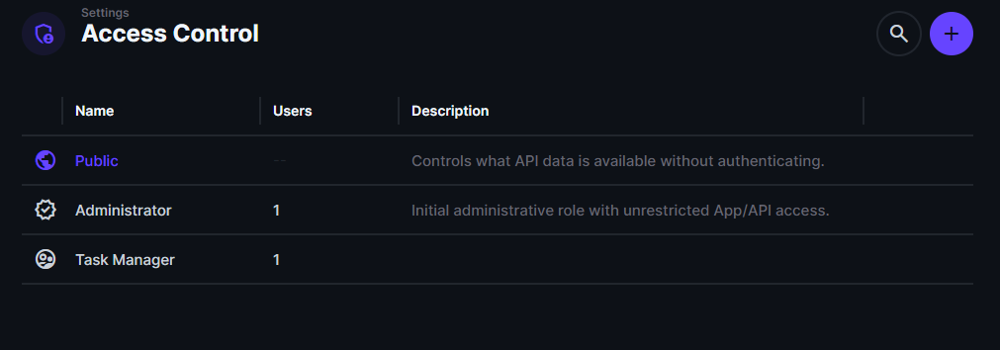 Settings
Access Control
Name Users Description
Public -- Controls what API data is available without authenticating.
Administrator 1 Initial administrative role with unrestricted App/API access.
Task Manager 1